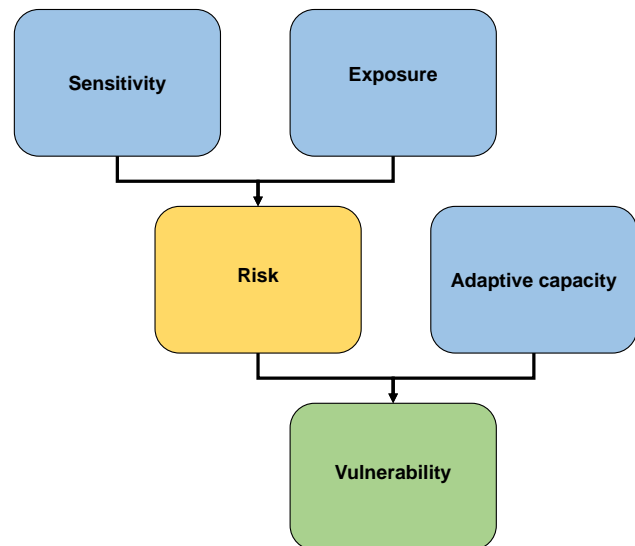 Sensitivity
Exposure
Risk
Adaptive capacity
Vulnerability